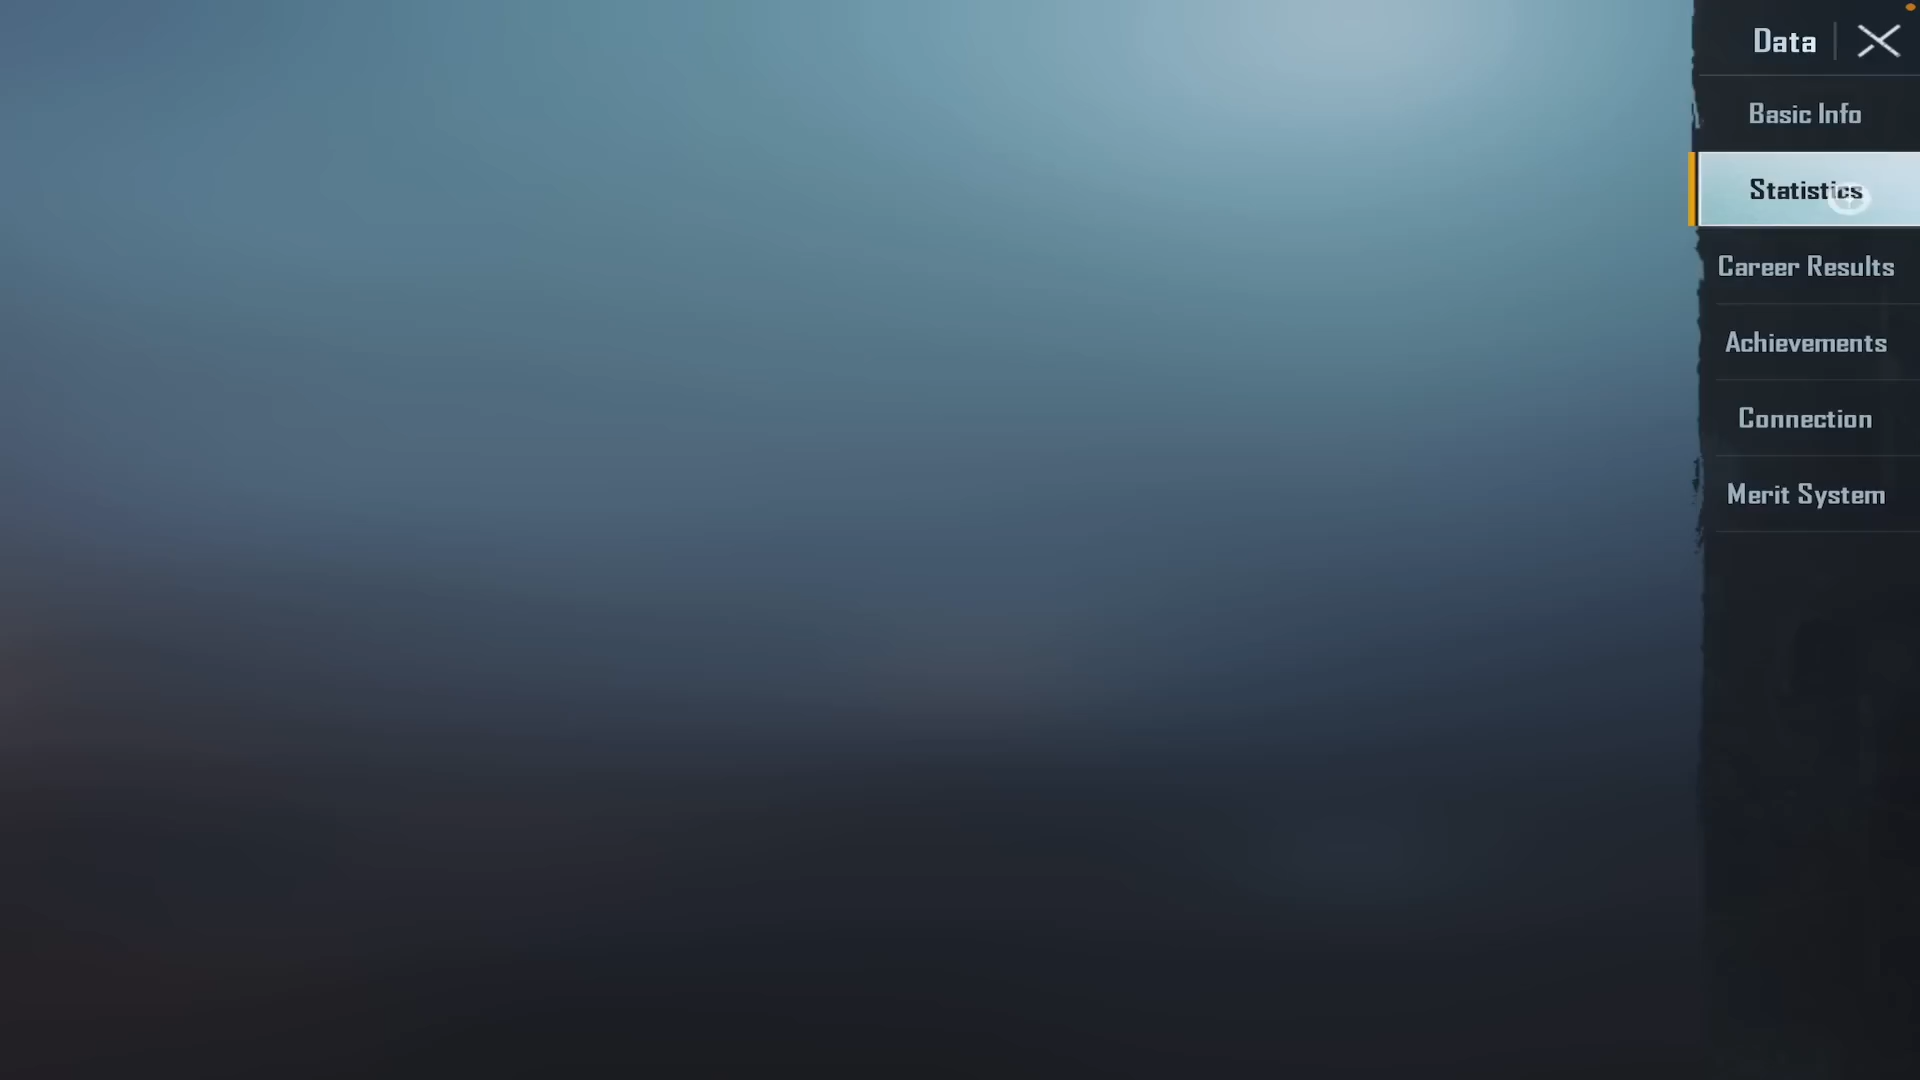 Data
Basic Info
Statistics
Career Results
Achievements
Connection
Merit System